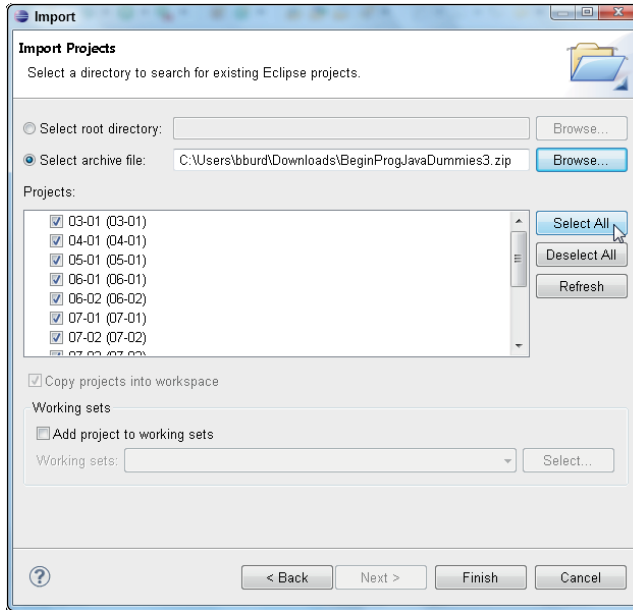 Import
Import Projects
Select a directory to search for existing Eclipse projects.
Select root directory:
Browse...
Select archive file:
C:\Users\bburd\Downloads\BeginProgJavaDummies3.zip
Browse...
Projects:
03-01 (03-01)
04-01 (04-01)
05-01 (05-01)
06-01 (06-01)
06-02 (06-02)
07-01 (07-01)
07-02 (07-02)
Select All
Deselect All
Refresh
Copy projects into workspace
Working sets
Add project to working sets
Working sets:
Select...
?
< Back
Next >
Finish
Cancel